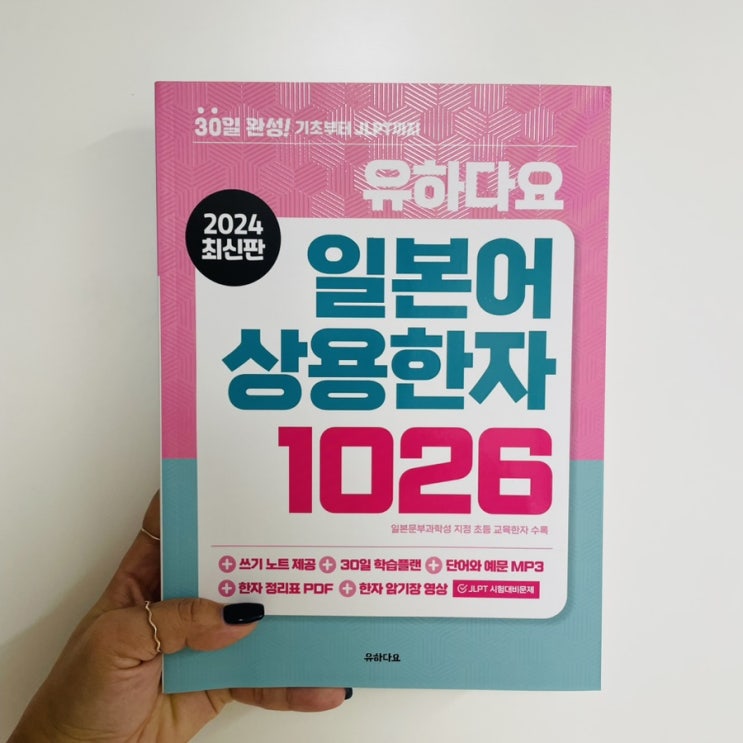 30일 완성! 기초부터 JLPT까지
유하다요
2024
최신판
일본어
상용한자
1026
일본문부과학성 지정 초등 교육한자 수록
+ 쓰기 노트 제공 + 30일 학습플랜 + 단어와 예문 MP3
+ 한자 정리표 PDF + 한자 암기장 영상 JLPT 시험대비문제
유하다요